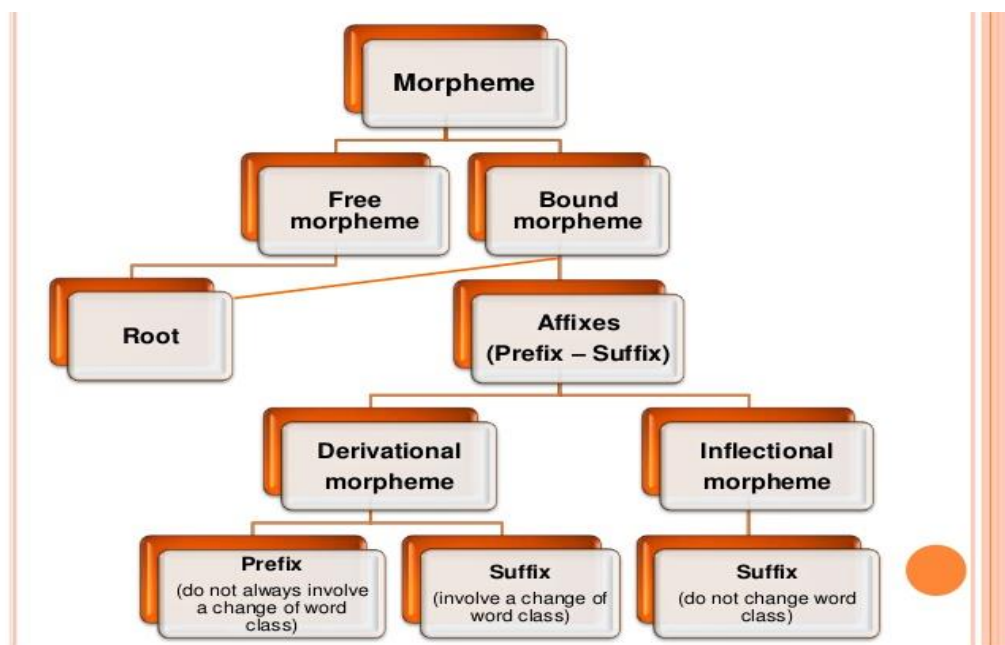 Morpheme
Free
morpheme
Bound
morpheme
Root
Affixes
(Prefix – Suffix)
Derivational
morpheme
Inflectional
morpheme
Prefix
(do not always involve
a change of word
class)
Suffix
(involve a change of
word class)
Suffix
(do not change word
class)